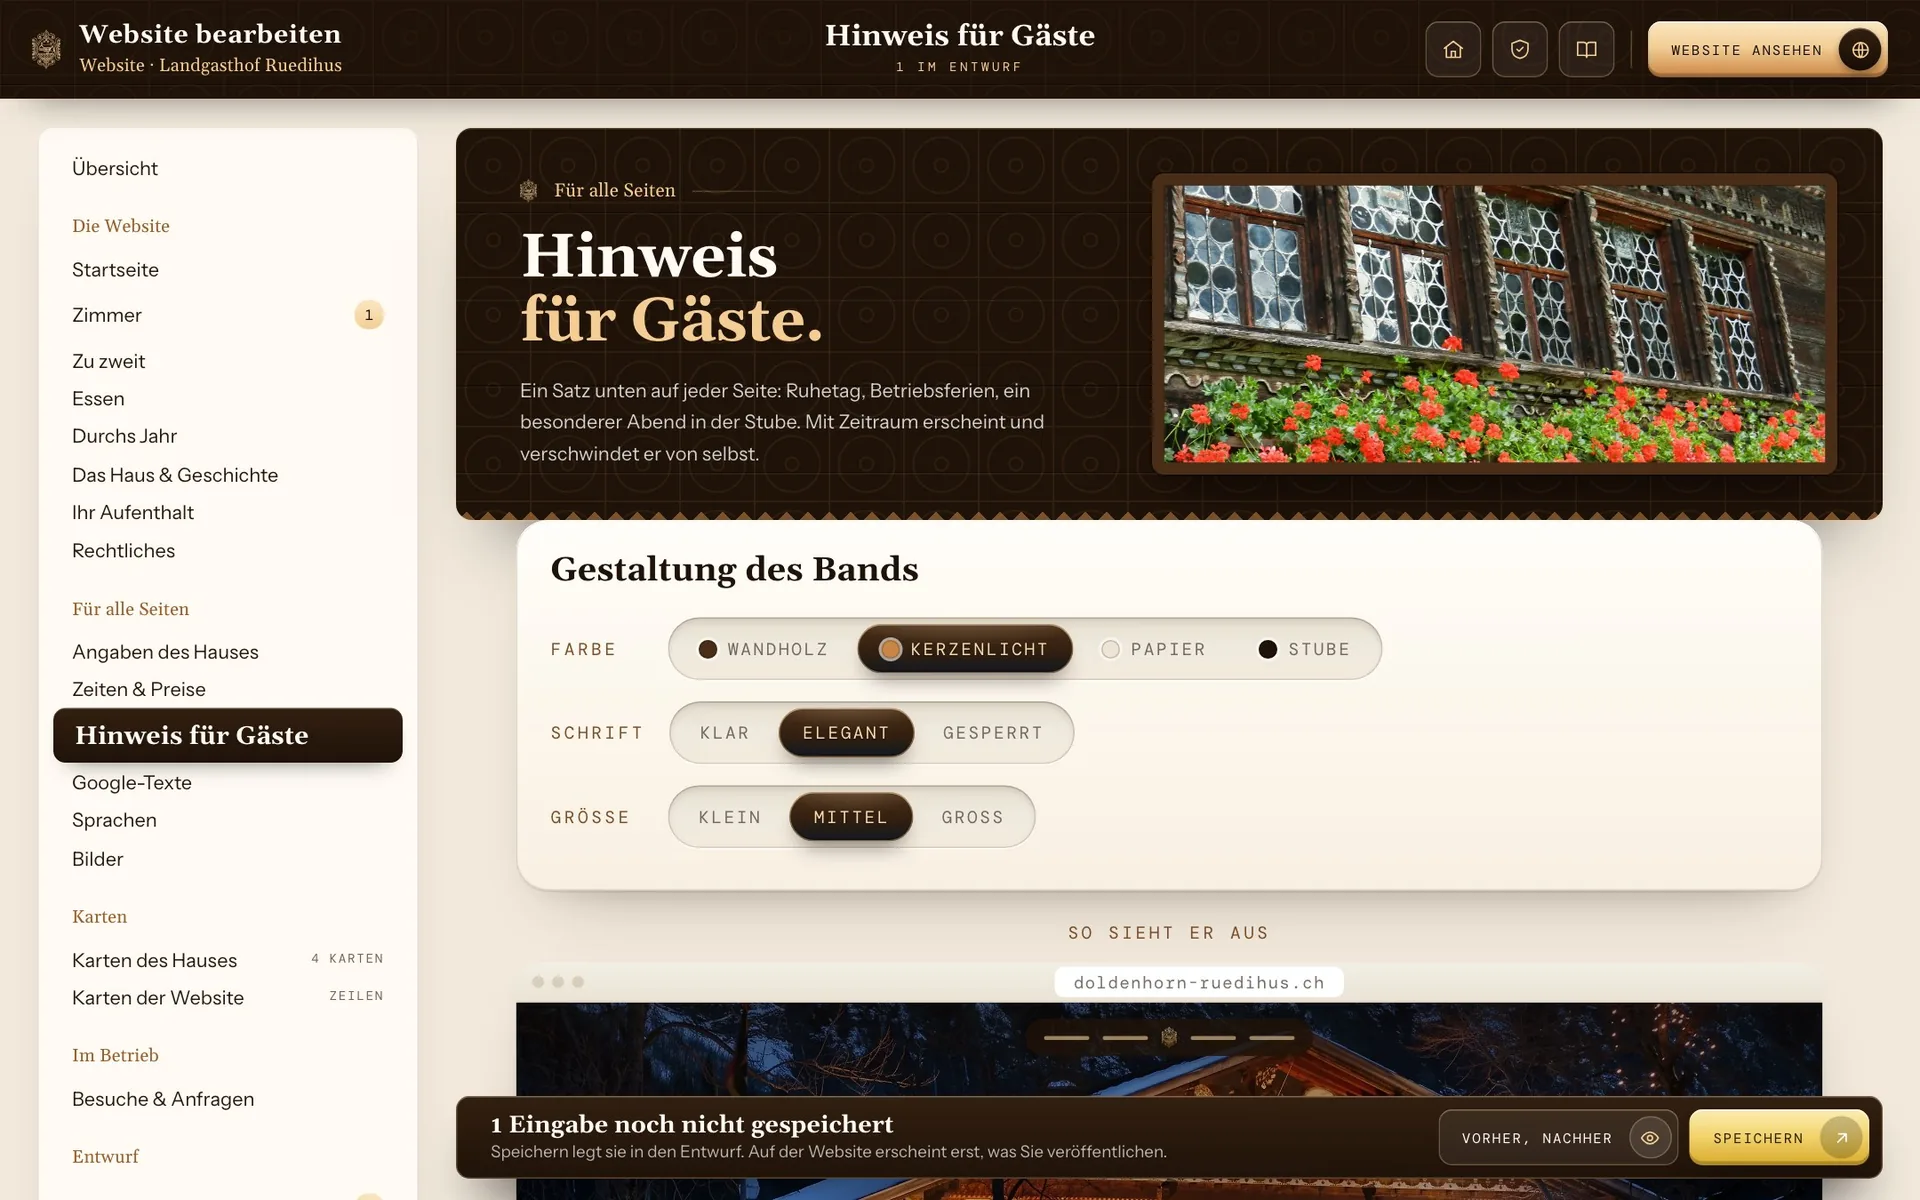 Website bearbeiten
Website · Landgasthof Ruedihus
Hinweis für Gäste
1 IM ENTWURF
WEBSITE ANSEHEN
Übersicht
Die Website
Startseite
Zimmer 1
Zu zweit
Essen
Durchs Jahr
Das Haus & Geschichte
Ihr Aufenthalt
Rechtliches
Für alle Seiten
Angaben des Hauses
Zeiten & Preise
Hinweis für Gäste
Google-Texte
Sprachen
Bilder
Karten
Karten des Hauses 4 KARTEN
Karten der Website ZEILEN
Im Betrieb
Besuche & Anfragen
Entwurf
Für alle Seiten
Hinweis
für Gäste.
Ein Satz unten auf jeder Seite: Ruhetag, Betriebsferien, ein
besonderer Abend in der Stube. Mit Zeitraum erscheint und
verschwindet er von selbst.
Gestaltung des Bands
FARBE WANDHOLZ KERZENLICHT PAPIER STUBE
SCHRIFT KLAR ELEGANT GESPERRT
GRÖSSE KLEIN MITTEL GROSS
SO SIEHT ER AUS
doldenhorn-ruedihus.ch
1 Eingabe noch nicht gespeichert
Speichern legt sie in den Entwurf. Auf der Website erscheint erst, was Sie veröffentlichen.
VORHER, NACHHER
SPEICHERN